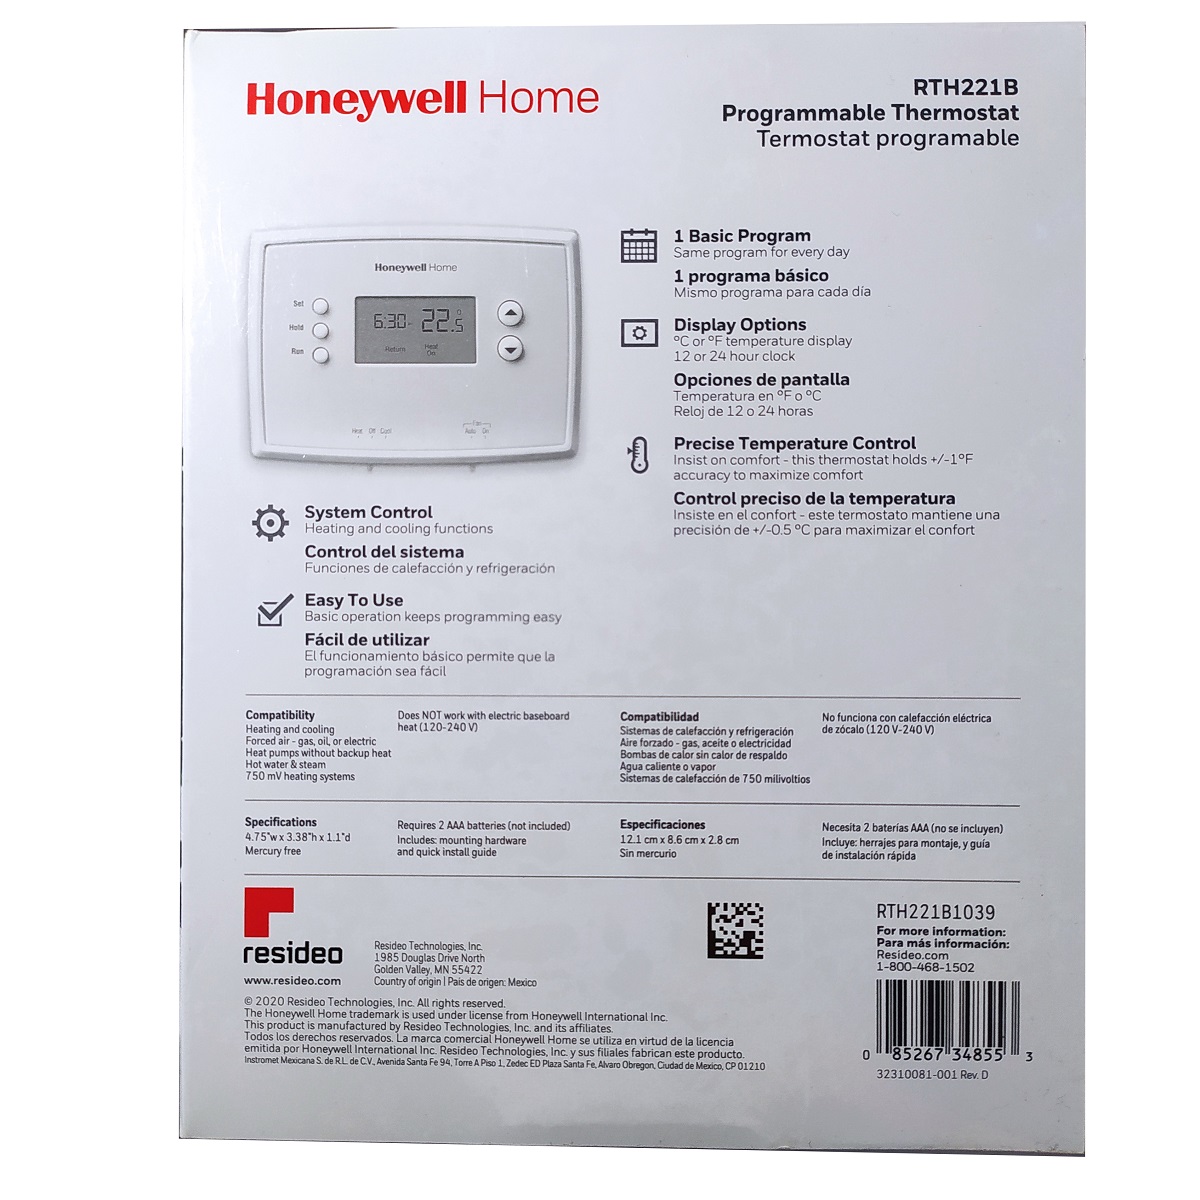 Honeywell Home
RTH221B
Programmable Thermostat
Termostat programable
Honeywell Home
Set
Hold
Run
6:30
22.5
Return
Heat
On
Heat Off Cool
Fan
Auto On
System Control
Heating and cooling functions
Control del sistema
Funciones de calefacción y refrigeración
Easy To Use
Basic operation keeps programming easy
Fácil de utilizar
El funcionamiento básico permite que la
programación sea fácil
1 Basic Program
Same program for every day
1 programa básico
Mismo programa para cada día
Display Options
°C or °F temperature display
12 or 24 hour clock
Opciones de pantalla
Temperatura en °F o °C
Reloj de 12 o 24 horas
Precise Temperature Control
Insist on comfort - this thermostat holds +/-1°F
accuracy to maximize comfort
Control preciso de la temperatura
Insiste en el confort - este termostato mantiene una
precisión de +/-0.5 °C para maximizar el confort
Compatibility
Heating and cooling
Forced air - gas, oil, or electric
Heat pumps without backup heat
Hot water & steam
750 mV heating systems
Does NOT work with electric baseboard
heat (120-240 V)
Compatibilidad
Sistemas de calefacción y refrigeración
Aire forzado - gas, aceite o electricidad
Bombas de calor sin calor de respaldo
Agua caliente o vapor
Sistemas de calefacción de 750 milivoltios
No funciona con calefacción eléctrica
de zócalo (120 V-240 V)
Specifications
4.75"w x 3.38"h x 1.1"d
Mercury free
Requires 2 AAA batteries (not included)
Includes: mounting hardware
and quick install guide
Especificaciones
12.1 cm x 8.6 cm x 2.8 cm
Sin mercurio
Necesita 2 baterías AAA (no se incluyen)
Incluye: herrajes para montaje, y guía
de instalación rápida
resideo
www.resideo.com
Resideo Technologies, Inc.
1985 Douglas Drive North
Golden Valley, MN 55422
Country of origin | País de origen: Mexico
© 2020 Resideo Technologies, Inc. All rights reserved.
The Honeywell Home trademark is used under license from Honeywell International Inc.
This product is manufactured by Resideo Technologies, Inc. and its affiliates.
Todos los derechos reservados. La marca comercial Honeywell Home se utiliza en virtud de la licencia
emitida por Honeywell International Inc. Resideo Technologies, Inc. y sus filiales fabrican este producto.
Instromet Mexicana S. de R.L. de C.V., Avenida Santa Fe 94, Torre A Piso 1, Zedec ED Plaza Santa Fe, Alvaro Obregon, Ciudad de Mexico, CP 01210
RTH221B1039
For more information:
Para más información:
Resideo.com
1-800-468-1502
0 85267 34855 3
32310081-001 Rev. D